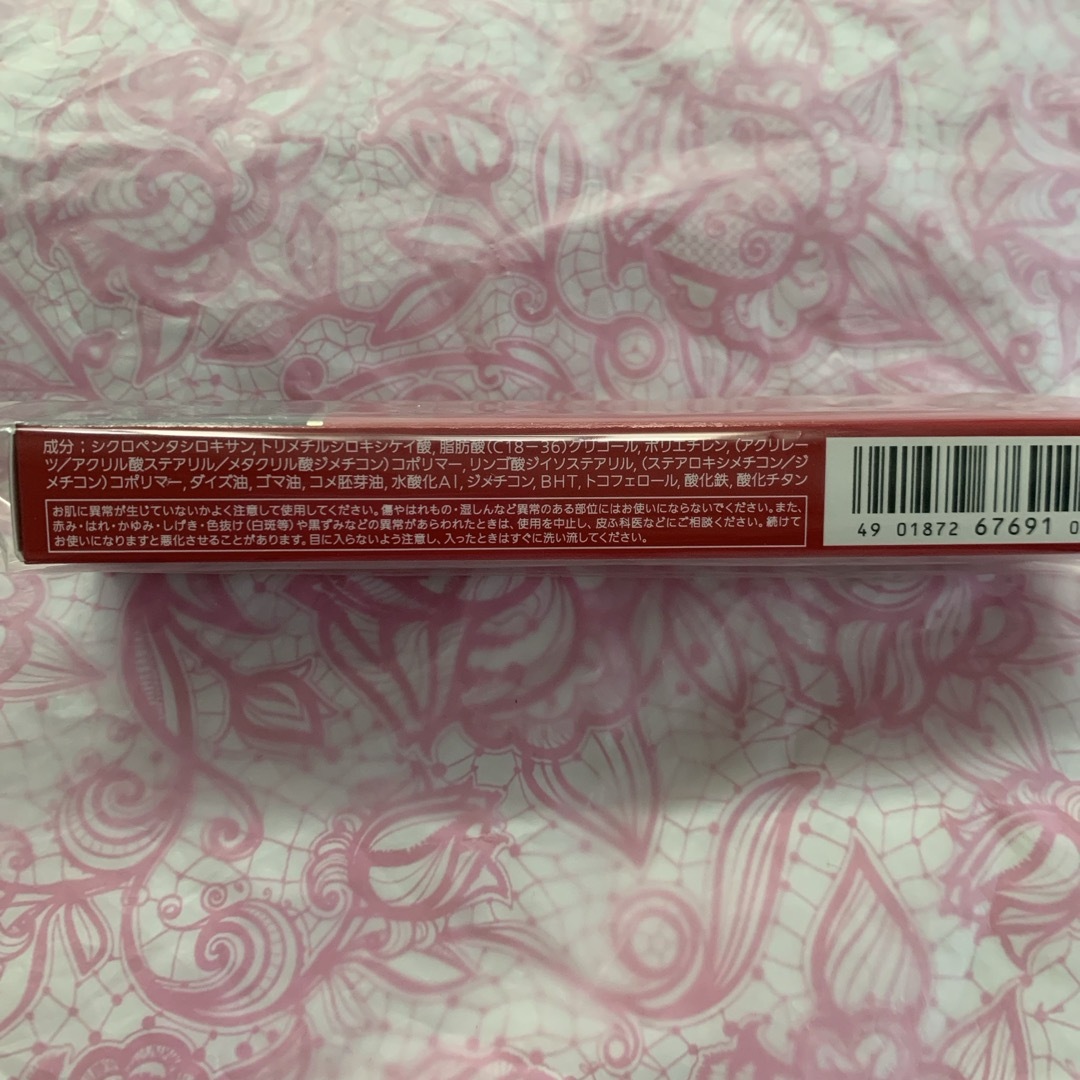 成分；シクロペンタシロキサン, トリメチルシロキシケイ酸, 脂肪酸(C18-36)グリコール, ポリエチレン, (アクリレー
ツ/アクリル酸ステアリル/メタクリル酸ジメチコン)コポリマー, リンゴ酸ジイソステアリル, (ステアロキシメチコン/ジ
メチコン)コポリマー, ダイズ油, ゴマ油, コメ胚芽油, 水酸化Al, ジメチコン, BHT, トコフェロール, 酸化鉄, 酸化チタン
お肌に異常が生じていないかよく注意して使用してください。傷やはれもの・湿しんなど異常のある部位にはお使いにならないでください。また、
赤み・はれ・かゆみ・しげき・色抜け(白斑等)や黒ずみなどの異常があらわれたときは、使用を中止し、皮ふ科医などにご相談ください。続けて
お使いになりますと悪化させることがあります。目に入らないよう注意し、入ったときはすぐに洗い流してください。
4901872 67691 0